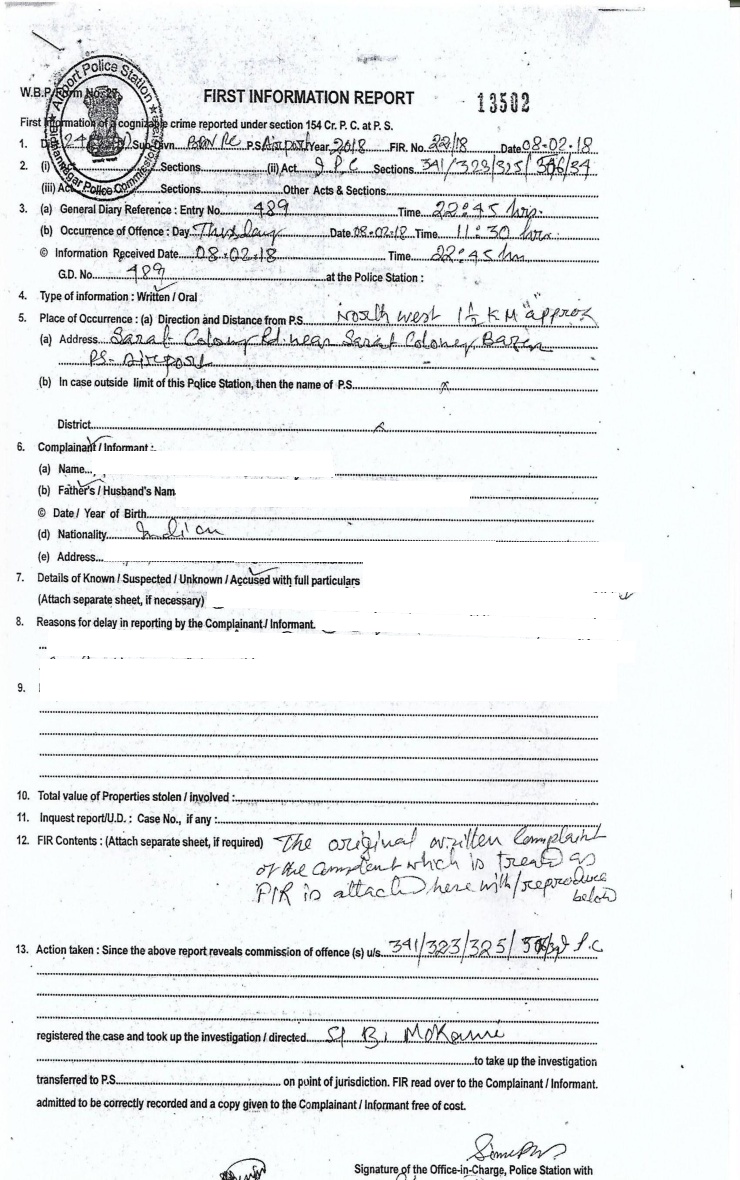 Airport Police Station
W.B.P. Form No. 27
FIRST INFORMATION REPORT
13502
First Information of a cognizable crime reported under section 154 Cr. P. C. at P. S.
1. Sub-Divn. P.S. Airport Year 2018 FIR. No. 22/18 Date 08-02-18
2. (i) Sections (ii) Act I.P.C Sections 341/323/325/506/34
(iii) Act Sections Other Acts & Sections
3. (a) General Diary Reference : Entry No. 489 Time 22:45 hrs.
(b) Occurrence of Offence : Day Thusday Date 08-02-18 Time 11:30 hrs
© Information Received Date 08-02-18 Time 22:45 hrs
G.D. No. 489 at the Police Station :
4. Type of information : Written / Oral
5. Place of Occurrence : (a) Direction and Distance from P.S. North west 1½ KM approx
(a) Address Sarat Colony Rd. near Sarat Colony, Bazar
PS- Airport
(b) In case outside limit of this Police Station, then the name of P.S. x
District x
6. Complainant / Informant :
(a) Name
(b) Father's / Husband's Nam
© Date / Year of Birth
(d) Nationality Indian
(e) Address
7. Details of Known / Suspected / Unknown / Accused with full particulars
(Attach separate sheet, if necessary)
8. Reasons for delay in reporting by the Complainant / Informant.
9.
10. Total value of Properties stolen / involved :
11. Inquest report/U.D. : Case No., if any :
12. FIR Contents : (Attach separate sheet, if required) The original written Complaint
of the complent which is treated as
FIR is attached here with/reproduce
below
13. Action taken : Since the above report reveals commission of offence (s) u/s. 341/323/325/506/34 I.P.C
registered the case and took up the investigation / directed SI B.
to take up the investigation
transferred to P.S. on point of jurisdiction. FIR read over to the Complainant / Informant.
admitted to be correctly recorded and a copy given to the Complainant / Informant free of cost.
Signature of the Office-in-Charge, Police Station with